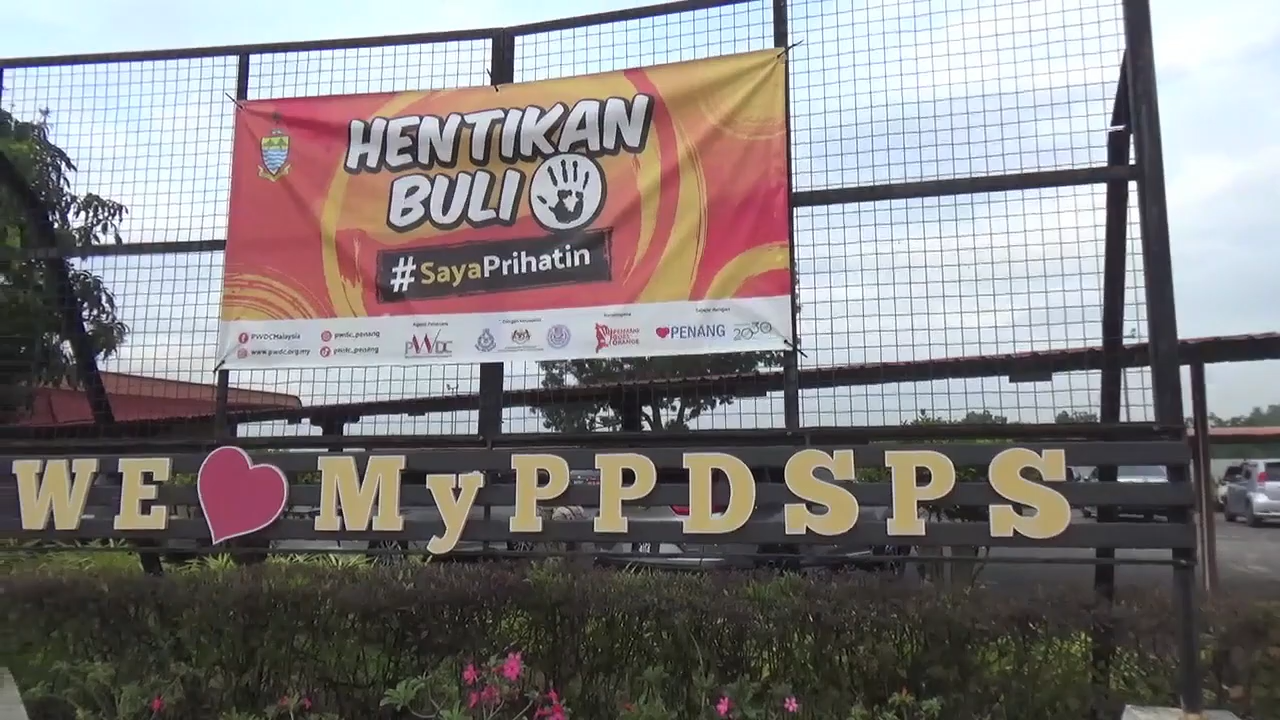 HENTIKAN
BULI
#SayaPrihatin
PWDCMalaysia
pwdc_penang
www.pwdc.org.my
pwdc_penang
PWDC
PENANG
2030
WE MyPPDSPS